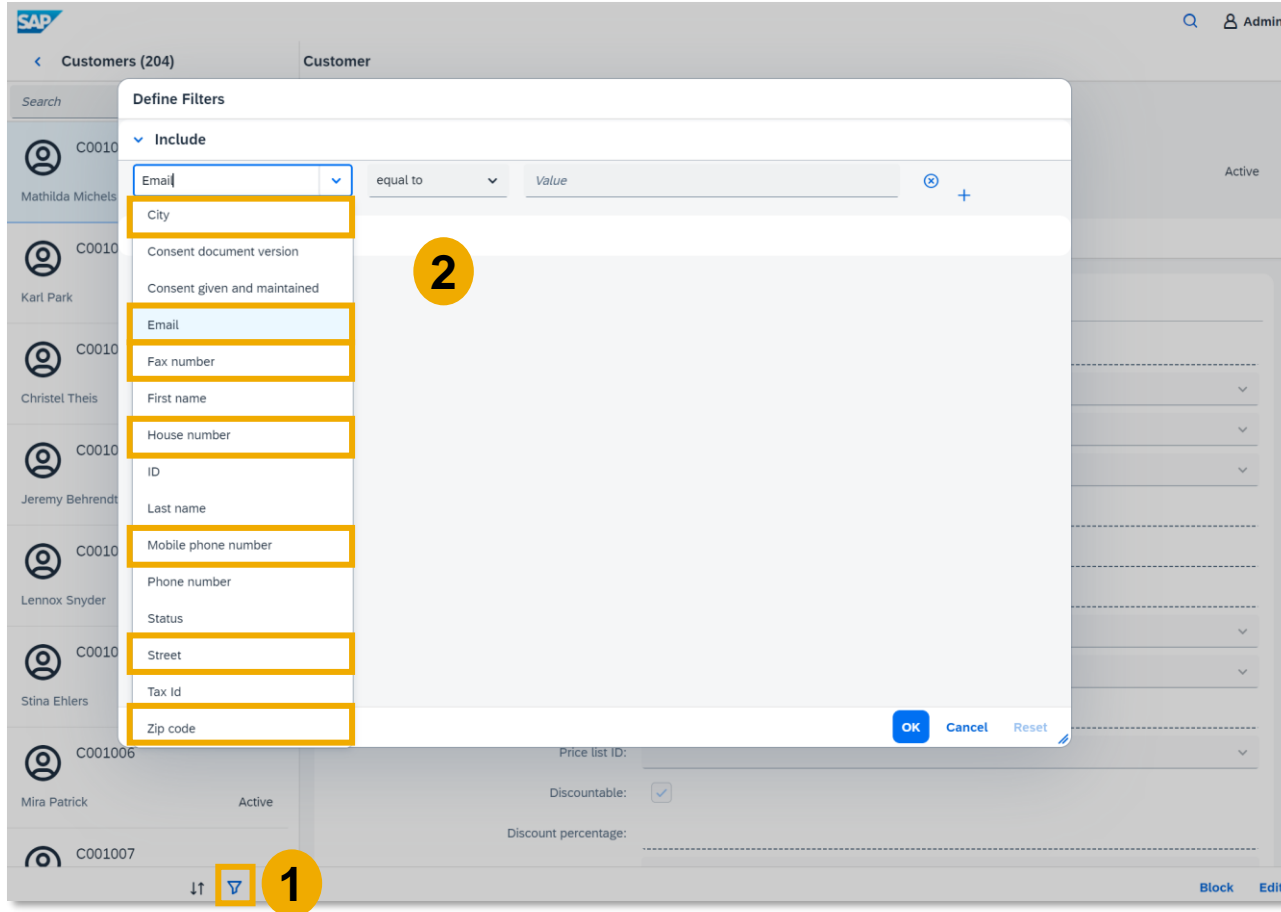 SAP
Admin
Customers (204)
Customer
Search
Define Filters
Include
C0010
Mathilda Michels
Email
equal to
Value
Active
City
Consent document version
Consent given and maintained
Email
Fax number
First name
House number
ID
Last name
Mobile phone number
Phone number
Status
Street
Tax Id
Zip code
2
C0010
Karl Park
C0010
Christel Theis
C0010
Jeremy Behrendt
C0010
Lennox Snyder
C0010
Stina Ehlers
OK Cancel Reset
C001006
Mira Patrick Active
Price list ID:
Discountable:
Discount percentage:
C001007
1
Block Edit